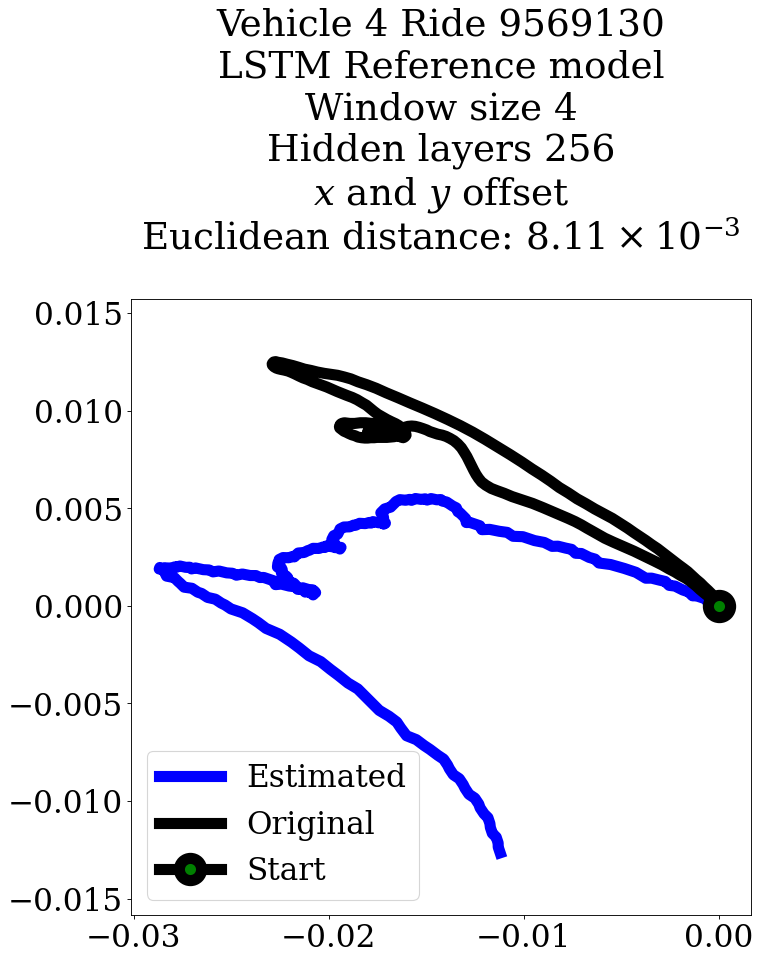 Vehicle 4 Ride 9569130
LSTM Reference model
Window size 4
Hidden layers 256
x and y offset
Euclidean distance: 8.11 × 10⁻³
0.015
0.010
0.005
0.000
−0.005
−0.010
−0.015
Estimated
Original
Start
−0.03 −0.02 −0.01 0.00